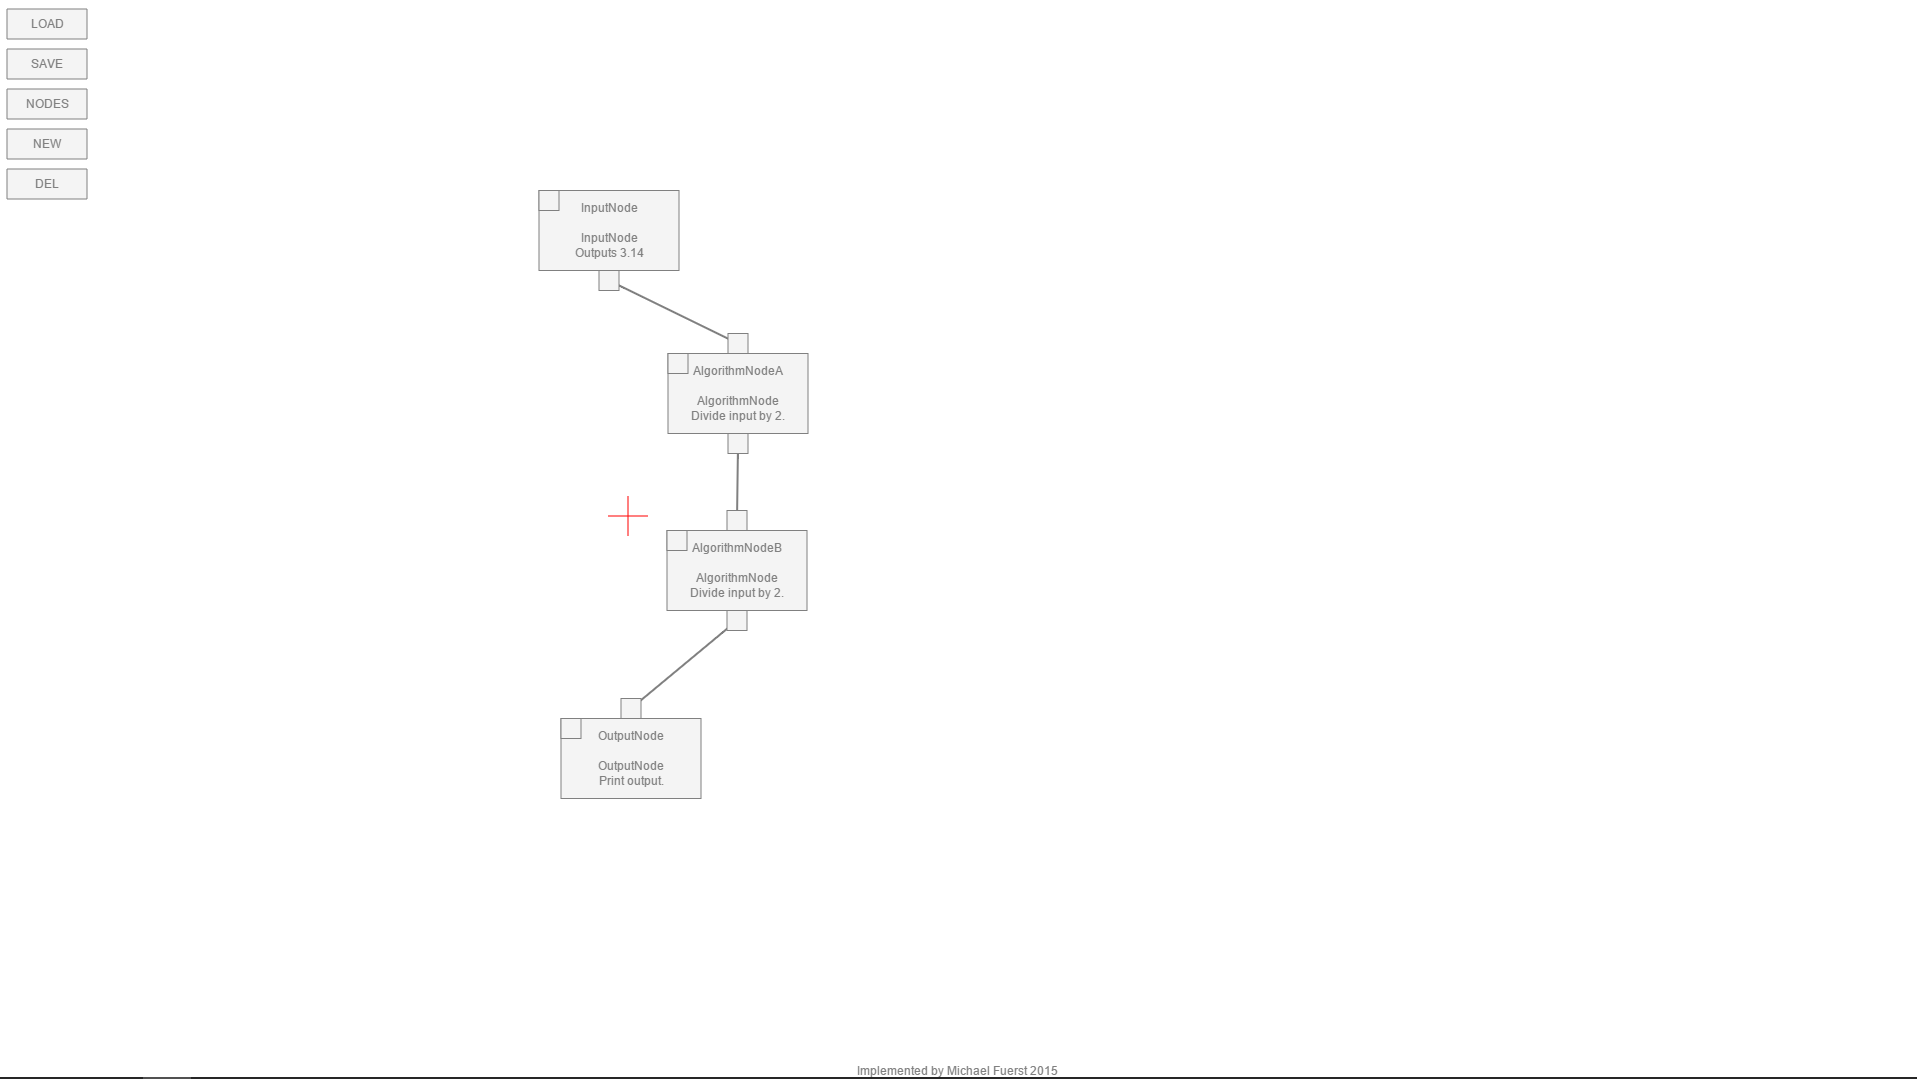 LOAD
SAVE
NODES
NEW
DEL
InputNode
InputNode
Outputs 3.14
AlgorithmNodeA
AlgorithmNode
Divide input by 2.
AlgorithmNodeB
AlgorithmNode
Divide input by 2.
OutputNode
OutputNode
Print output.
Implemented by Michael Fuerst 2015